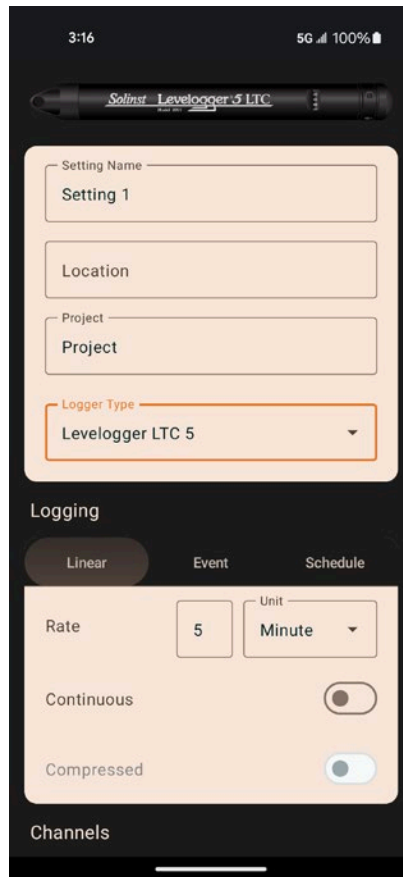 3:16
5G 100%
Solinst Levelogger 5 LTC
Setting Name
Setting 1
Location
Project
Project
Logger Type
Levelogger LTC 5
Logging
Linear Event Schedule
Rate 5 Unit Minute
Continuous
Compressed
Channels